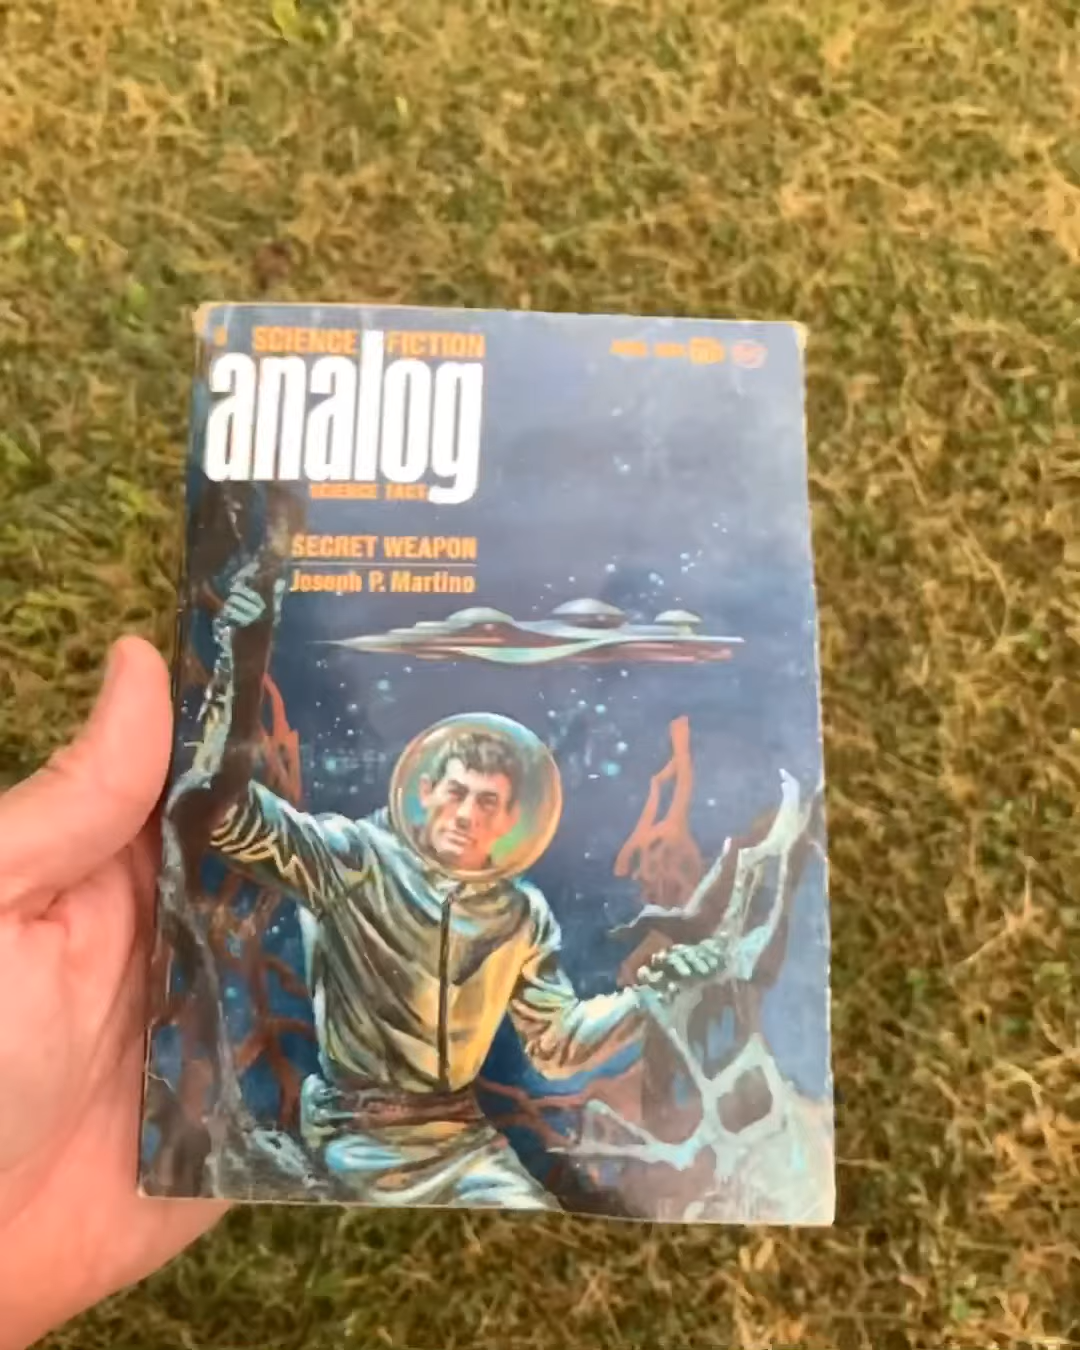 SCIENCE FICTION
analog
SCIENCE FACT
SECRET WEAPON
Joseph P. Martino